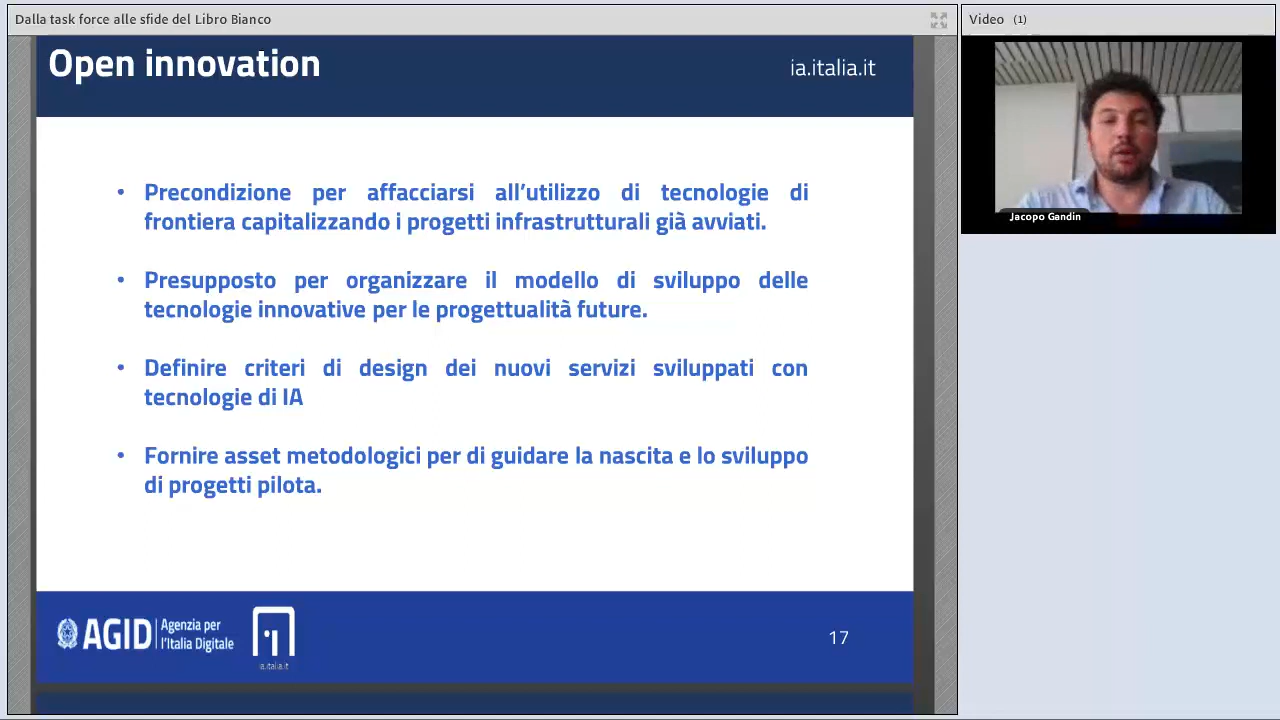 Dalla task force alle sfide del Libro Bianco
Video (1)
Open innovation
ia.italia.it
Jacopo Gandin
• Precondizione per affacciarsi all’utilizzo di tecnologie di
frontiera capitalizzando i progetti infrastrutturali già avviati.
• Presupposto per organizzare il modello di sviluppo delle
tecnologie innovative per le progettualità future.
• Definire criteri di design dei nuovi servizi sviluppati con
tecnologie di IA
• Fornire asset metodologici per di guidare la nascita e lo sviluppo
di progetti pilota.
AGID
Agenzia per
l’Italia Digitale
ia.italia.it
17